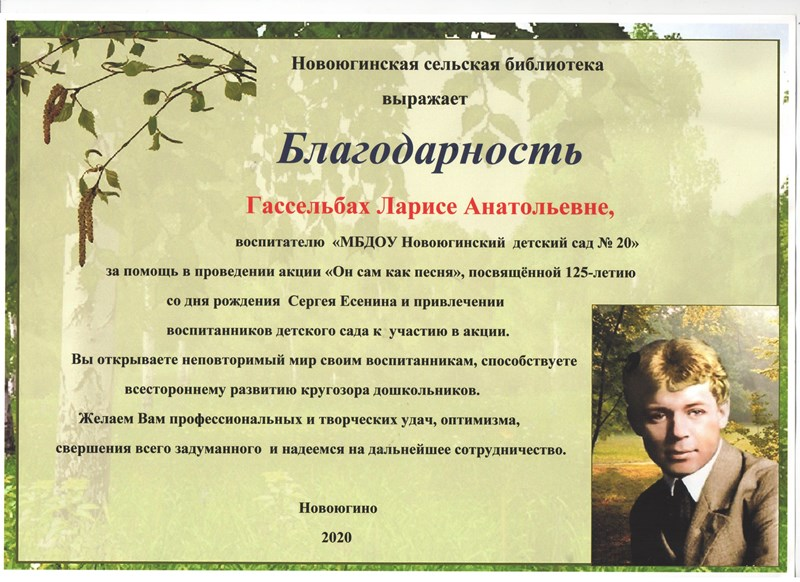 Новоюгинская сельская библиотека
выражает
Благодарность
Гассельбах Ларисе Анатольевне,
воспитателю «МБДОУ Новоюгинский детский сад № 20»
за помощь в проведении акции «Он сам как песня», посвящённой 125-летию
со дня рождения Сергея Есенина и привлечении
воспитанников детского сада к участию в акции.
Вы открываете неповторимый мир своим воспитанникам, способствуете
всестороннему развитию кругозора дошкольников.
Желаем Вам профессиональных и творческих удач, оптимизма,
свершения всего задуманного и надеемся на дальнейшее сотрудничество.
Новоюгино
2020